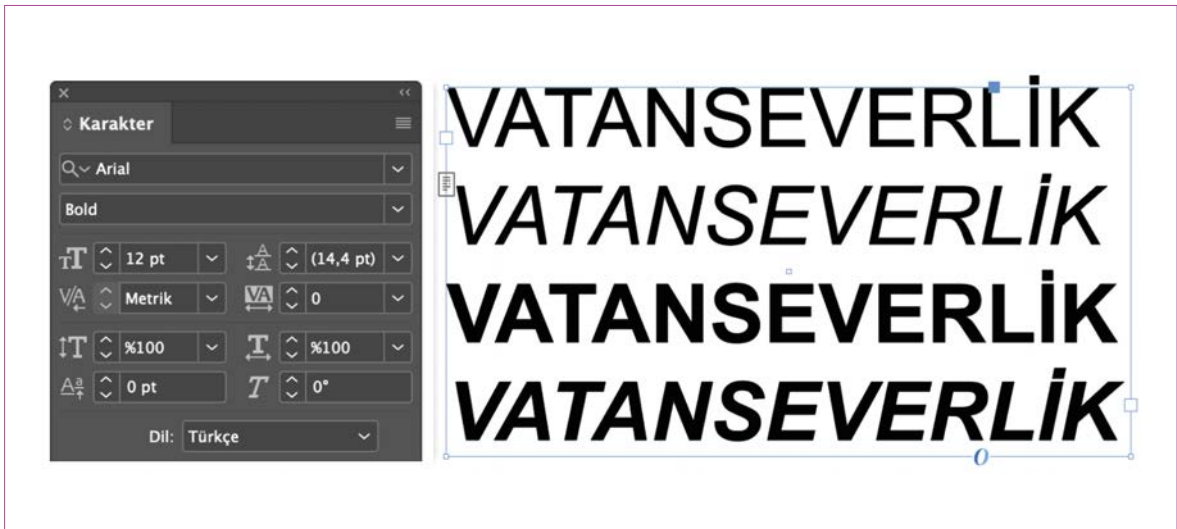 Karakter
Arial
Bold
12 pt
(14,4 pt)
Metrik
0
%100
%100
0 pt
0°
Dil: Türkçe
VATANSEVERLİK
VATANSEVERLİK
VATANSEVERLİK
VATANSEVERLİK